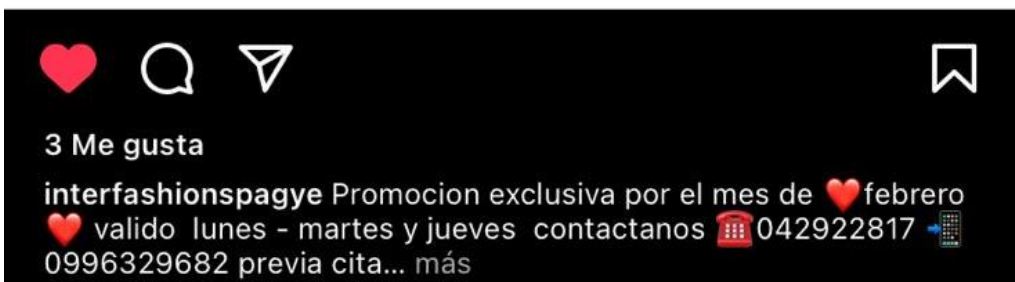 3 Me gusta
interfashionspagye Promocion exclusiva por el mes de ❤️febrero
❤️ valido lunes - martes y jueves contactanos ☎️042922817 📲
0996329682 previa cita... más